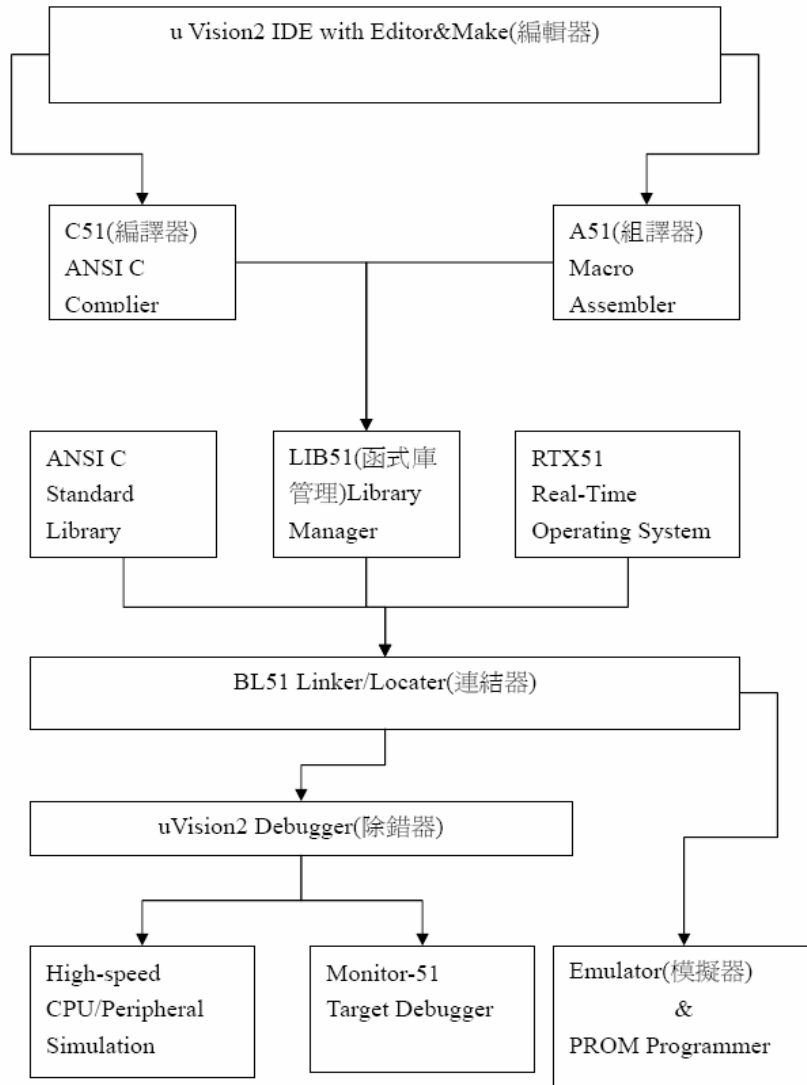 u Vision2 IDE with Editor&Make(編輯器)
C51(編譯器)
ANSI C
Complier
A51(組譯器)
Macro
Assembler
ANSI C
Standard
Library
LIB51(函式庫
管理)Library
Manager
RTX51
Real-Time
Operating System
BL51 Linker/Locater(連結器)
uVision2 Debugger(除錯器)
High-speed
CPU/Peripheral
Simulation
Monitor-51
Target Debugger
Emulator(模擬器)
&
PROM Programmer